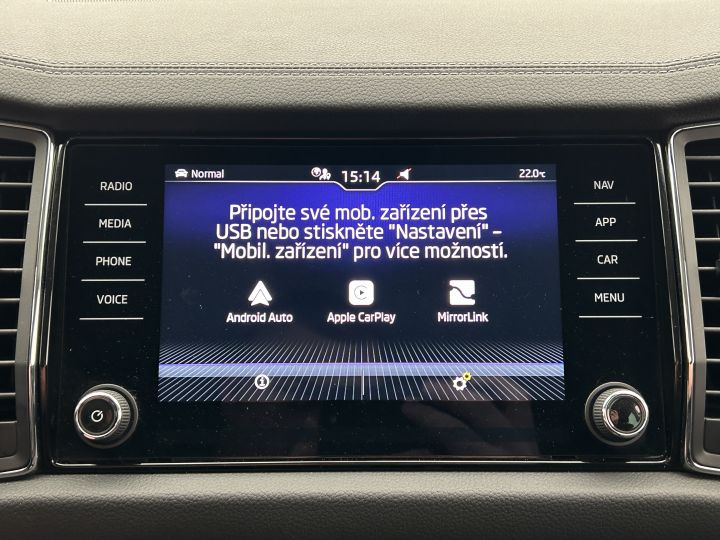 Normal 15:14 22.0°C
RADIO
MEDIA
PHONE
VOICE
Připojte své mob. zařízení přes
USB nebo stiskněte "Nastavení" –
"Mobil. zařízení" pro více možností.
Android Auto Apple CarPlay MirrorLink
NAV
APP
CAR
MENU